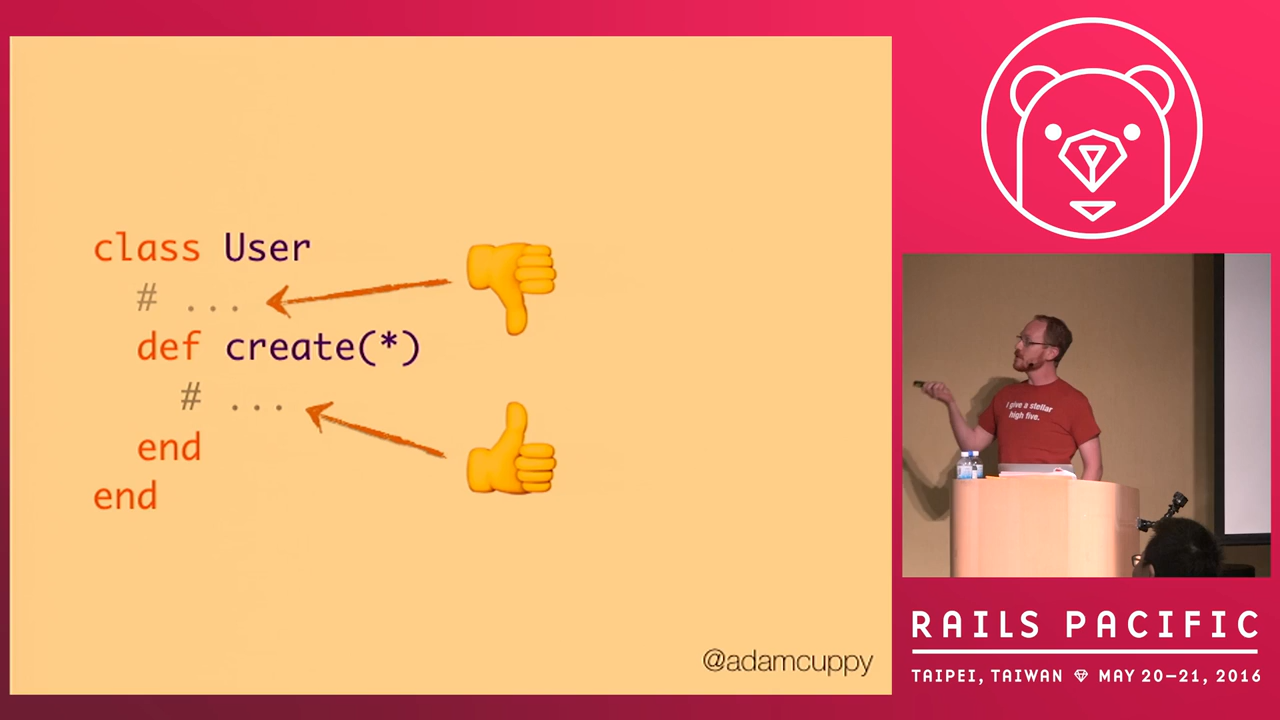 class User
# ...
def create(*)
# ...
end
end
@adamcuppy
I give a stellar
high five.
RAILS PACIFIC
TAIPEI, TAIWAN MAY 20–21, 2016